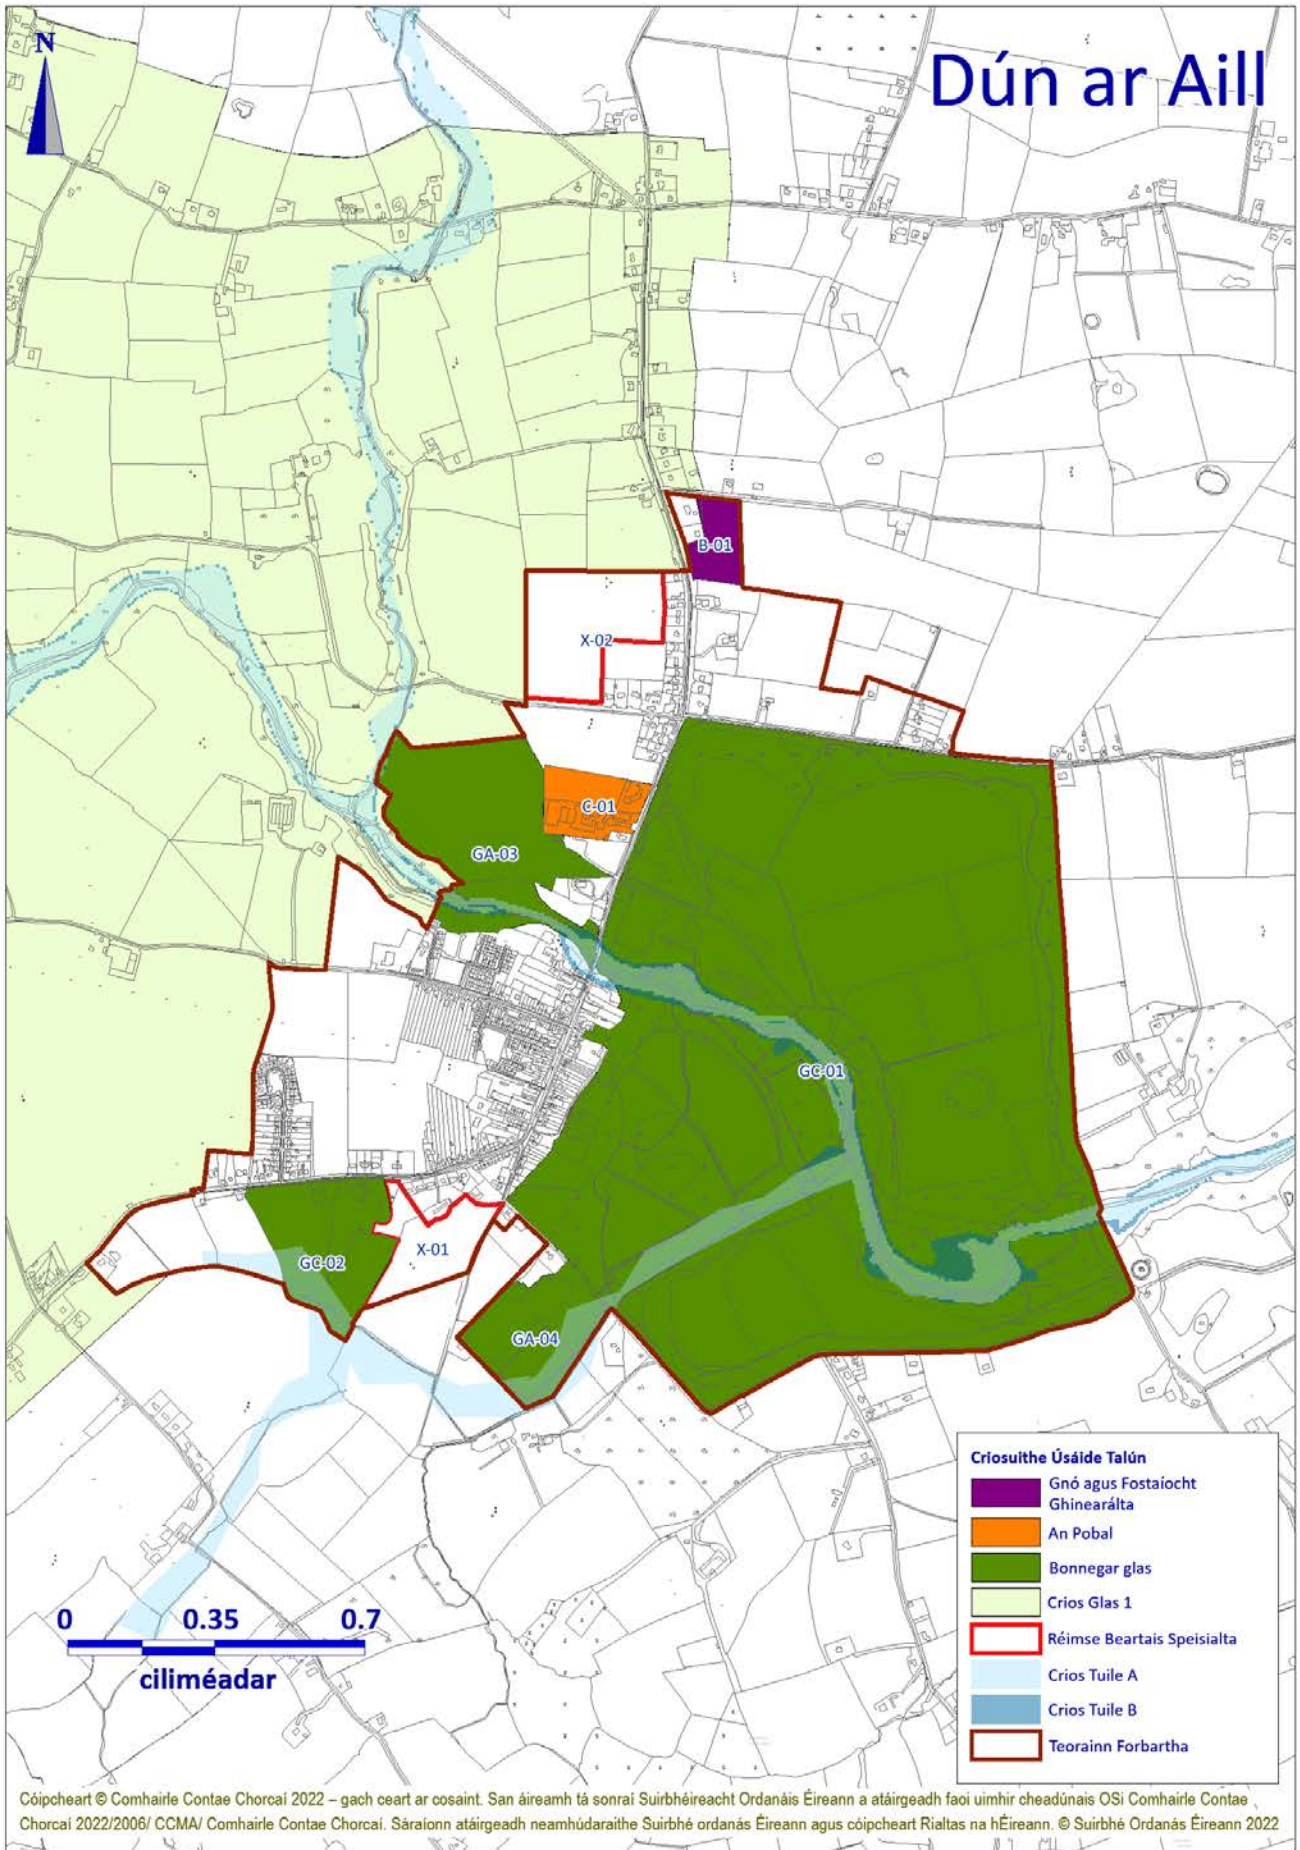 N
Dún ar Aill
B-01
X-02
C-01
GA-03
GC-01
GC-02
X-01
GA-04
Criosuithe Úsáide Talún
Gnó agus Fostaíocht
Ghinearálta
An Pobal
Bonnegar glas
Crios Glas 1
Réimse Beartais Speisialta
Crios Tuile A
Crios Tuile B
Teorainn Forbartha
0 0.35 0.7
ciliméadar
Cóipcheart © Comhairle Contae Chorcaí 2022 – gach ceart ar cosaint. San áireamh tá sonraí Suirbhéireacht Ordanáis Éireann a atáirgeadh faoi uimhir cheadúnais OSi Comhairle Contae
Chorcaí 2022/2006/ CCMA/ Comhairle Contae Chorcaí. Sáraíonn atáirgeadh neamhúdaraithe Suirbhé ordanás Éireann agus cóipcheart Rialtas na hÉireann. © Suirbhé Ordanás Éireann 2022